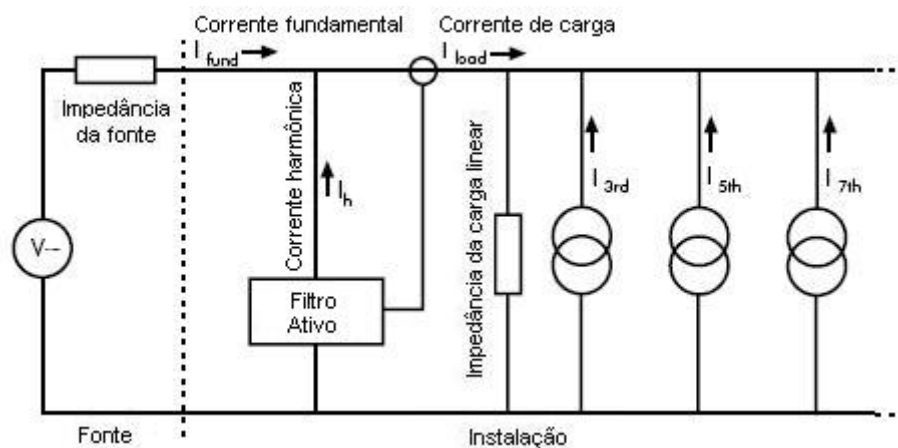 Corrente fundamental
I fund
Corrente de carga
I load
Impedância
da fonte
Corrente harmônica
I h
Impedância da carga linear
I 3rd
I 5th
I 7th
V~
Filtro
Ativo
Fonte
Instalação